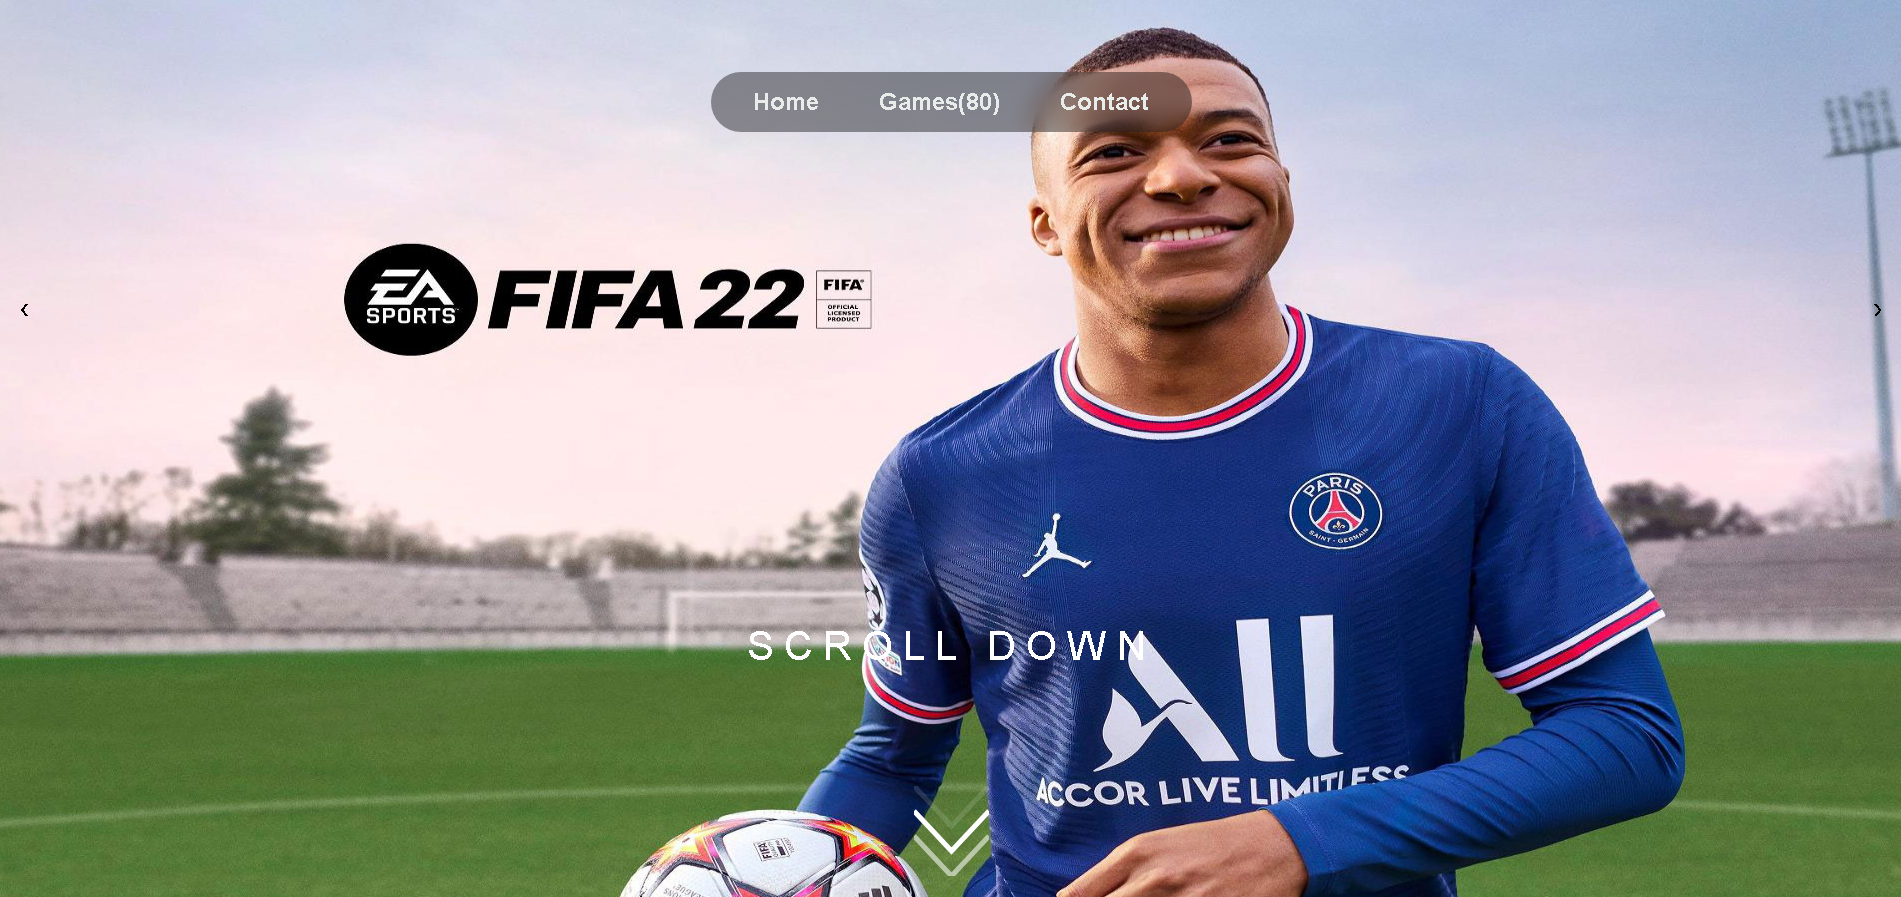 Home Games(80) Contact
EA
SPORTS
FIFA 22
FIFA
OFFICIAL
LICENSED
PRODUCT
‹ ›
PARIS
SAINT-GERMAIN
SCROLL DOWN
All
ACCOR LIVE LIMITLESS
FIFA